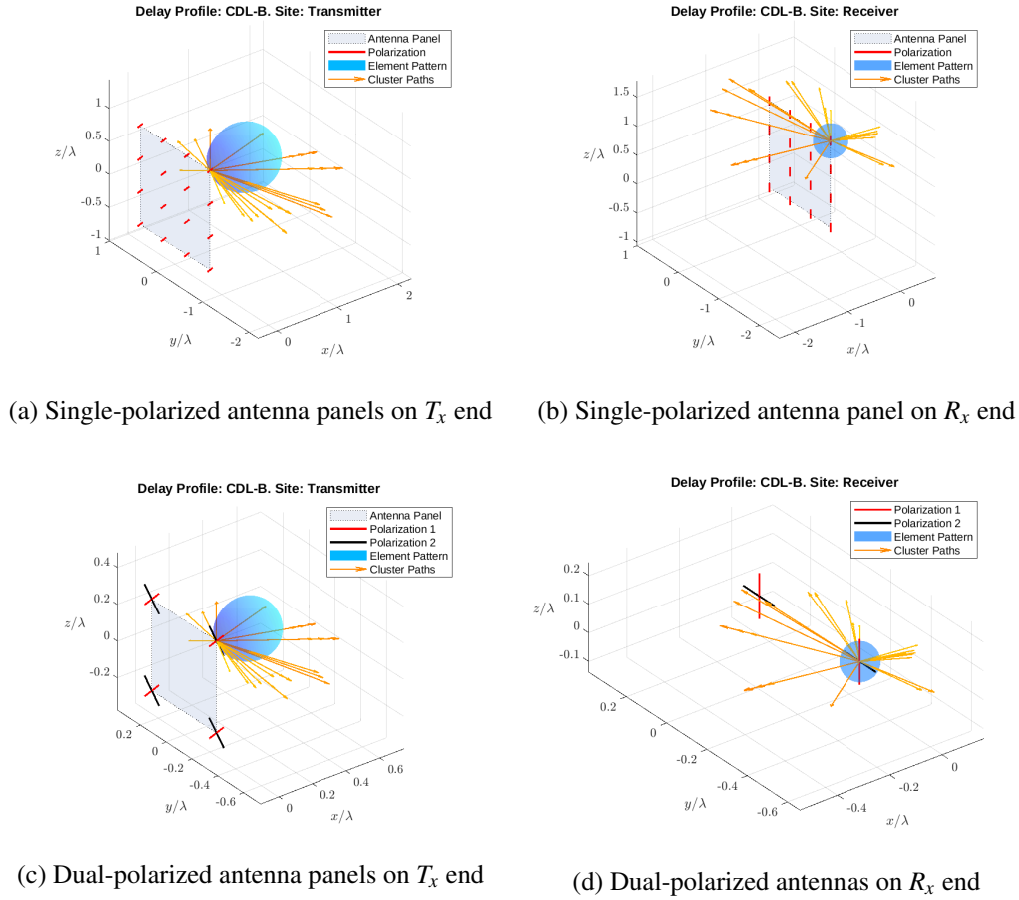 Delay Profile: CDL-B. Site: Transmitter
Antenna Panel
Polarization
Element Pattern
Cluster Paths
1
0.5
0
-0.5
-1
z/λ
1
0
-1
-2
y/λ
0
1
2
x/λ
(a) Single-polarized antenna panels on Tx end
Delay Profile: CDL-B. Site: Receiver
Antenna Panel
Polarization
Element Pattern
Cluster Paths
1.5
1
0.5
0
-0.5
-1
z/λ
1
0
-1
-2
y/λ
-2
-1
0
x/λ
(b) Single-polarized antenna panel on Rx end
Delay Profile: CDL-B. Site: Transmitter
Antenna Panel
Polarization 1
Polarization 2
Element Pattern
Cluster Paths
0.4
0.2
0
-0.2
z/λ
0.2
0
-0.2
-0.4
-0.6
y/λ
0
0.2
0.4
0.6
x/λ
(c) Dual-polarized antenna panels on Tx end
Delay Profile: CDL-B. Site: Receiver
Polarization 1
Polarization 2
Element Pattern
Cluster Paths
0.2
0.1
0
-0.1
z/λ
0.2
0
-0.2
-0.4
-0.6
y/λ
-0.4
-0.2
0
x/λ
(d) Dual-polarized antennas on Rx end